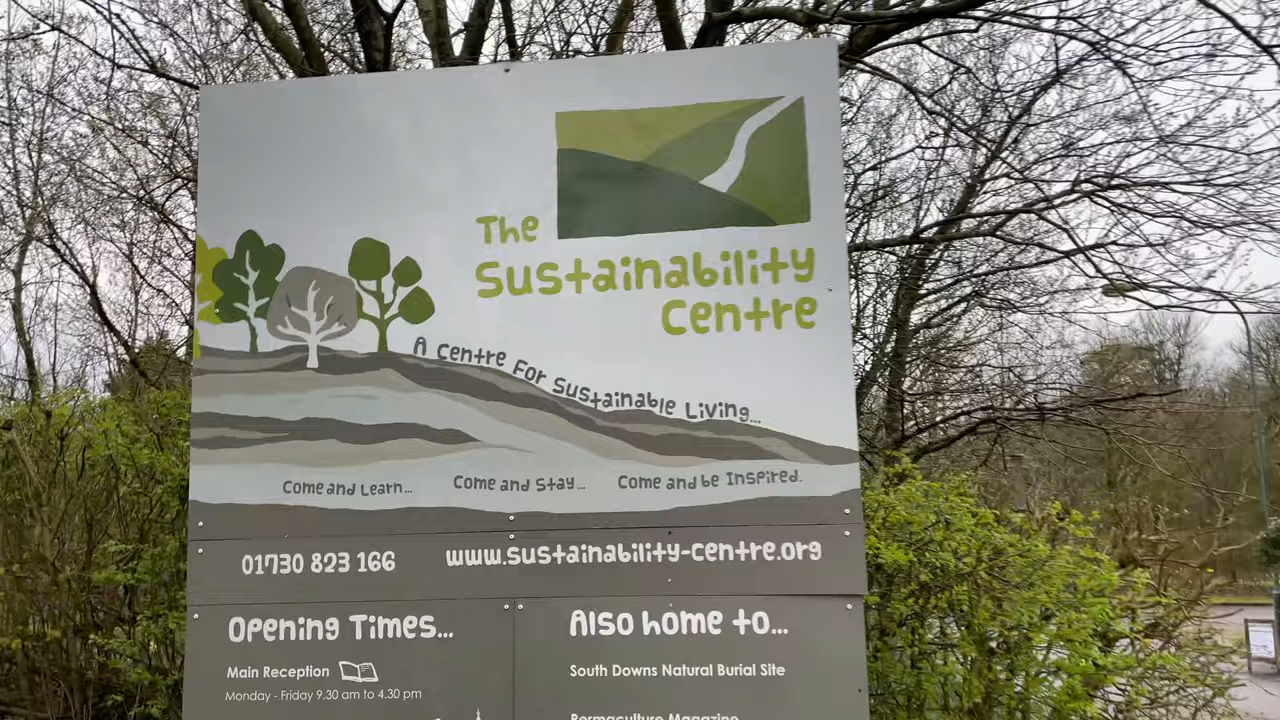 The
Sustainability
Centre
A Centre For Sustainable Living...
Come and Learn...
Come and Stay...
Come and be Inspired.
01730 823 166
www.sustainability-centre.org
Opening Times...
Main Reception
Monday - Friday 9.30 am to 4.30 pm
Also home to...
South Downs Natural Burial Site
Permaculture Magazine